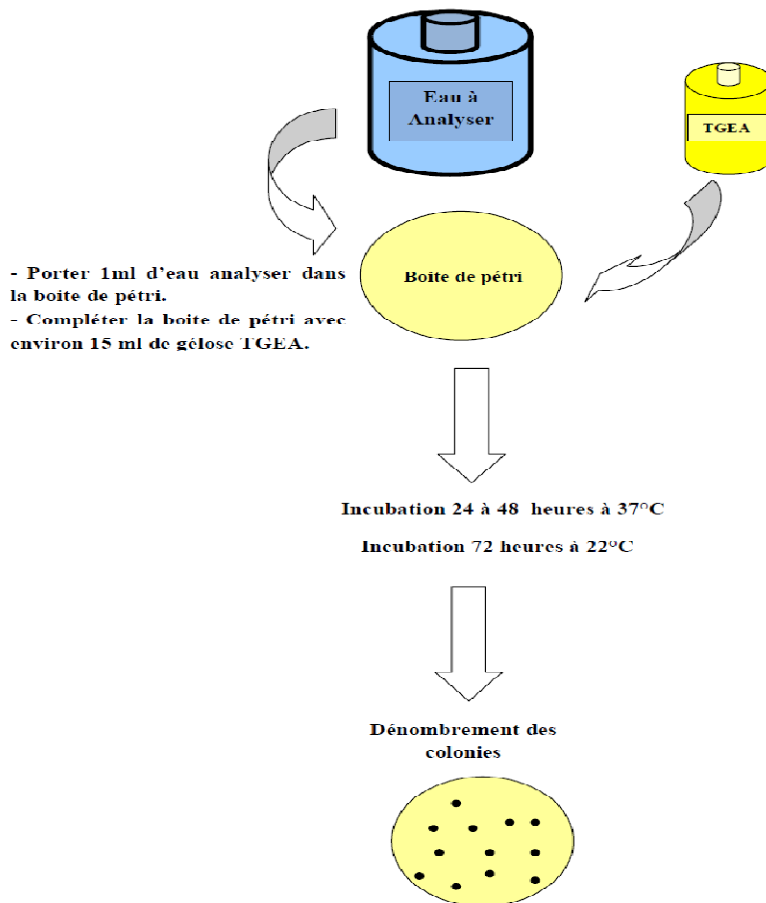 Eau à
Analyser
TGEA
Boite de pétri
- Porter 1ml d'eau analyser dans
la boite de pétri.
- Compléter la boite de pétri avec
environ 15 ml de gélose TGEA.
Incubation 24 à 48 heures à 37°C
Incubation 72 heures à 22°C
Dénombrement des
colonies